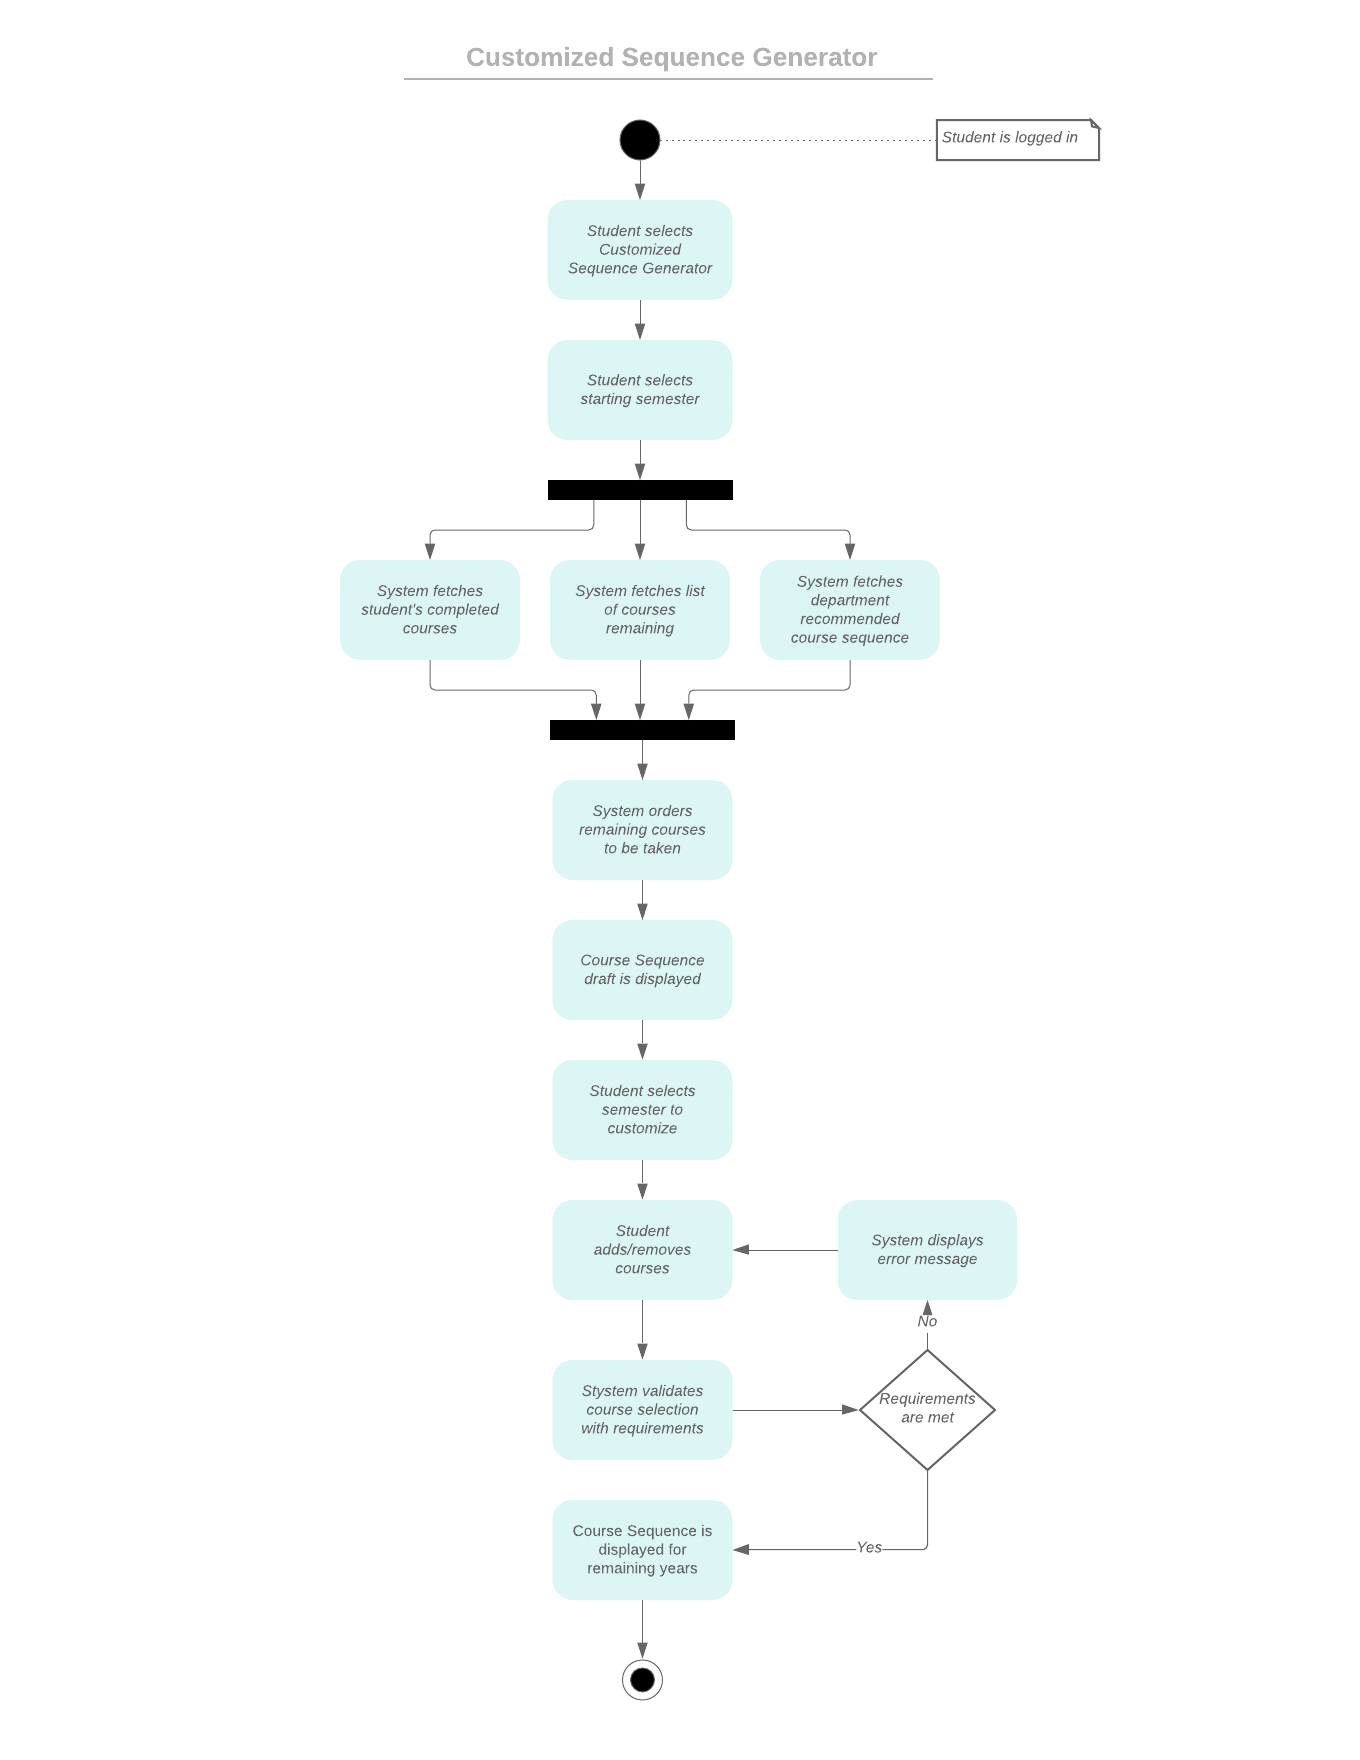 Customized Sequence Generator
Student is logged in
Student selects
Customized
Sequence Generator
Student selects
starting semester
System fetches
student's completed
courses
System fetches list
of courses
remaining
System fetches
department
recommended
course sequence
System orders
remaining courses
to be taken
Course Sequence
draft is displayed
Student selects
semester to
customize
Student
adds/removes
courses
System displays
error message
No
Stystem validates
course selection
with requirements
Requirements
are met
Yes
Course Sequence is
displayed for
remaining years